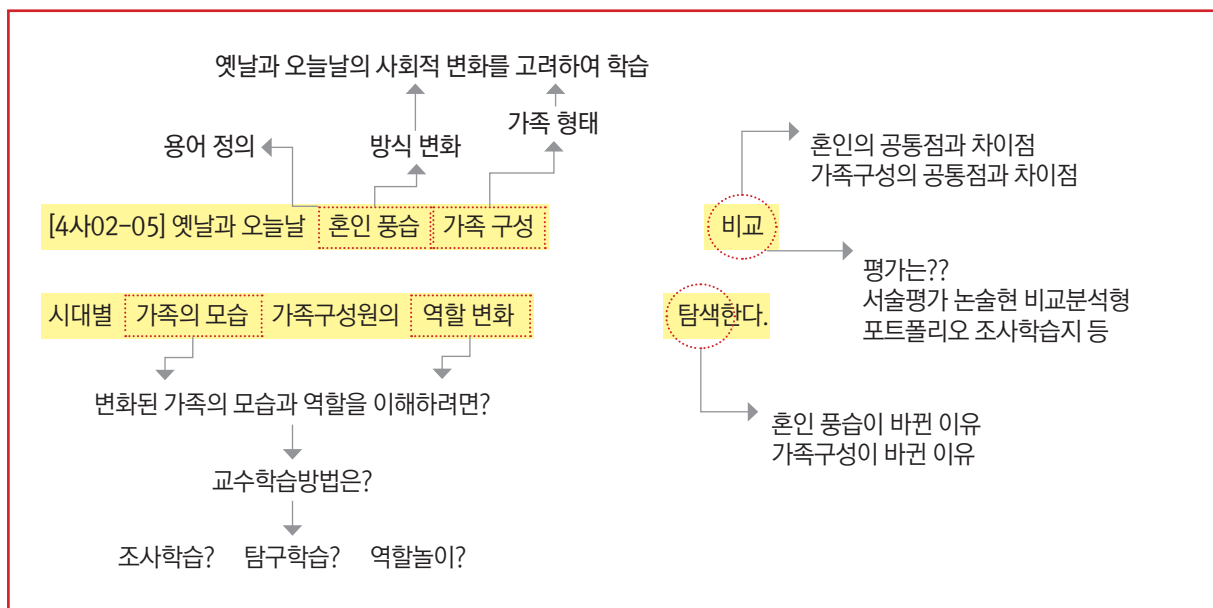 옛날과 오늘날의 사회적 변화를 고려하여 학습
용어 정의
방식 변화
가족 형태
[4사02-05] 옛날과 오늘날 혼인 풍습 가족 구성
시대별 가족의 모습 가족구성원의 역할 변화
변화된 가족의 모습과 역할을 이해하려면?
교수학습방법은?
조사학습? 탐구학습? 역할놀이?
혼인의 공통점과 차이점
가족구성의 공통점과 차이점
비교
평가는??
서술평가 논술현 비교분석형
포트폴리오 조사학습지 등
탐색한다.
혼인 풍습이 바뀐 이유
가족구성이 바귄 이유